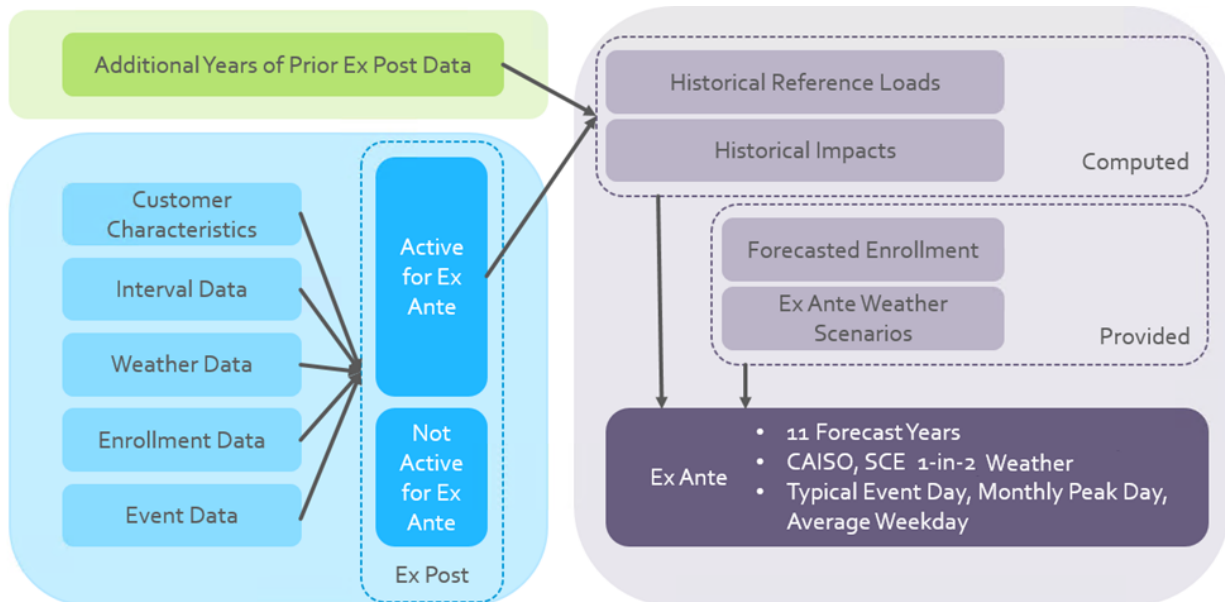 Additional Years of Prior Ex Post Data
Customer
Characteristics
Interval Data
Weather Data
Enrollment Data
Event Data
Active
for Ex
Ante
Not
Active
for Ex
Ante
Ex Post
Historical Reference Loads
Historical Impacts
Computed
Forecasted Enrollment
Ex Ante Weather
Scenarios
Provided
Ex Ante
• 11 Forecast Years
• CAISO, SCE 1-in-2 Weather
• Typical Event Day, Monthly Peak Day,
Average Weekday